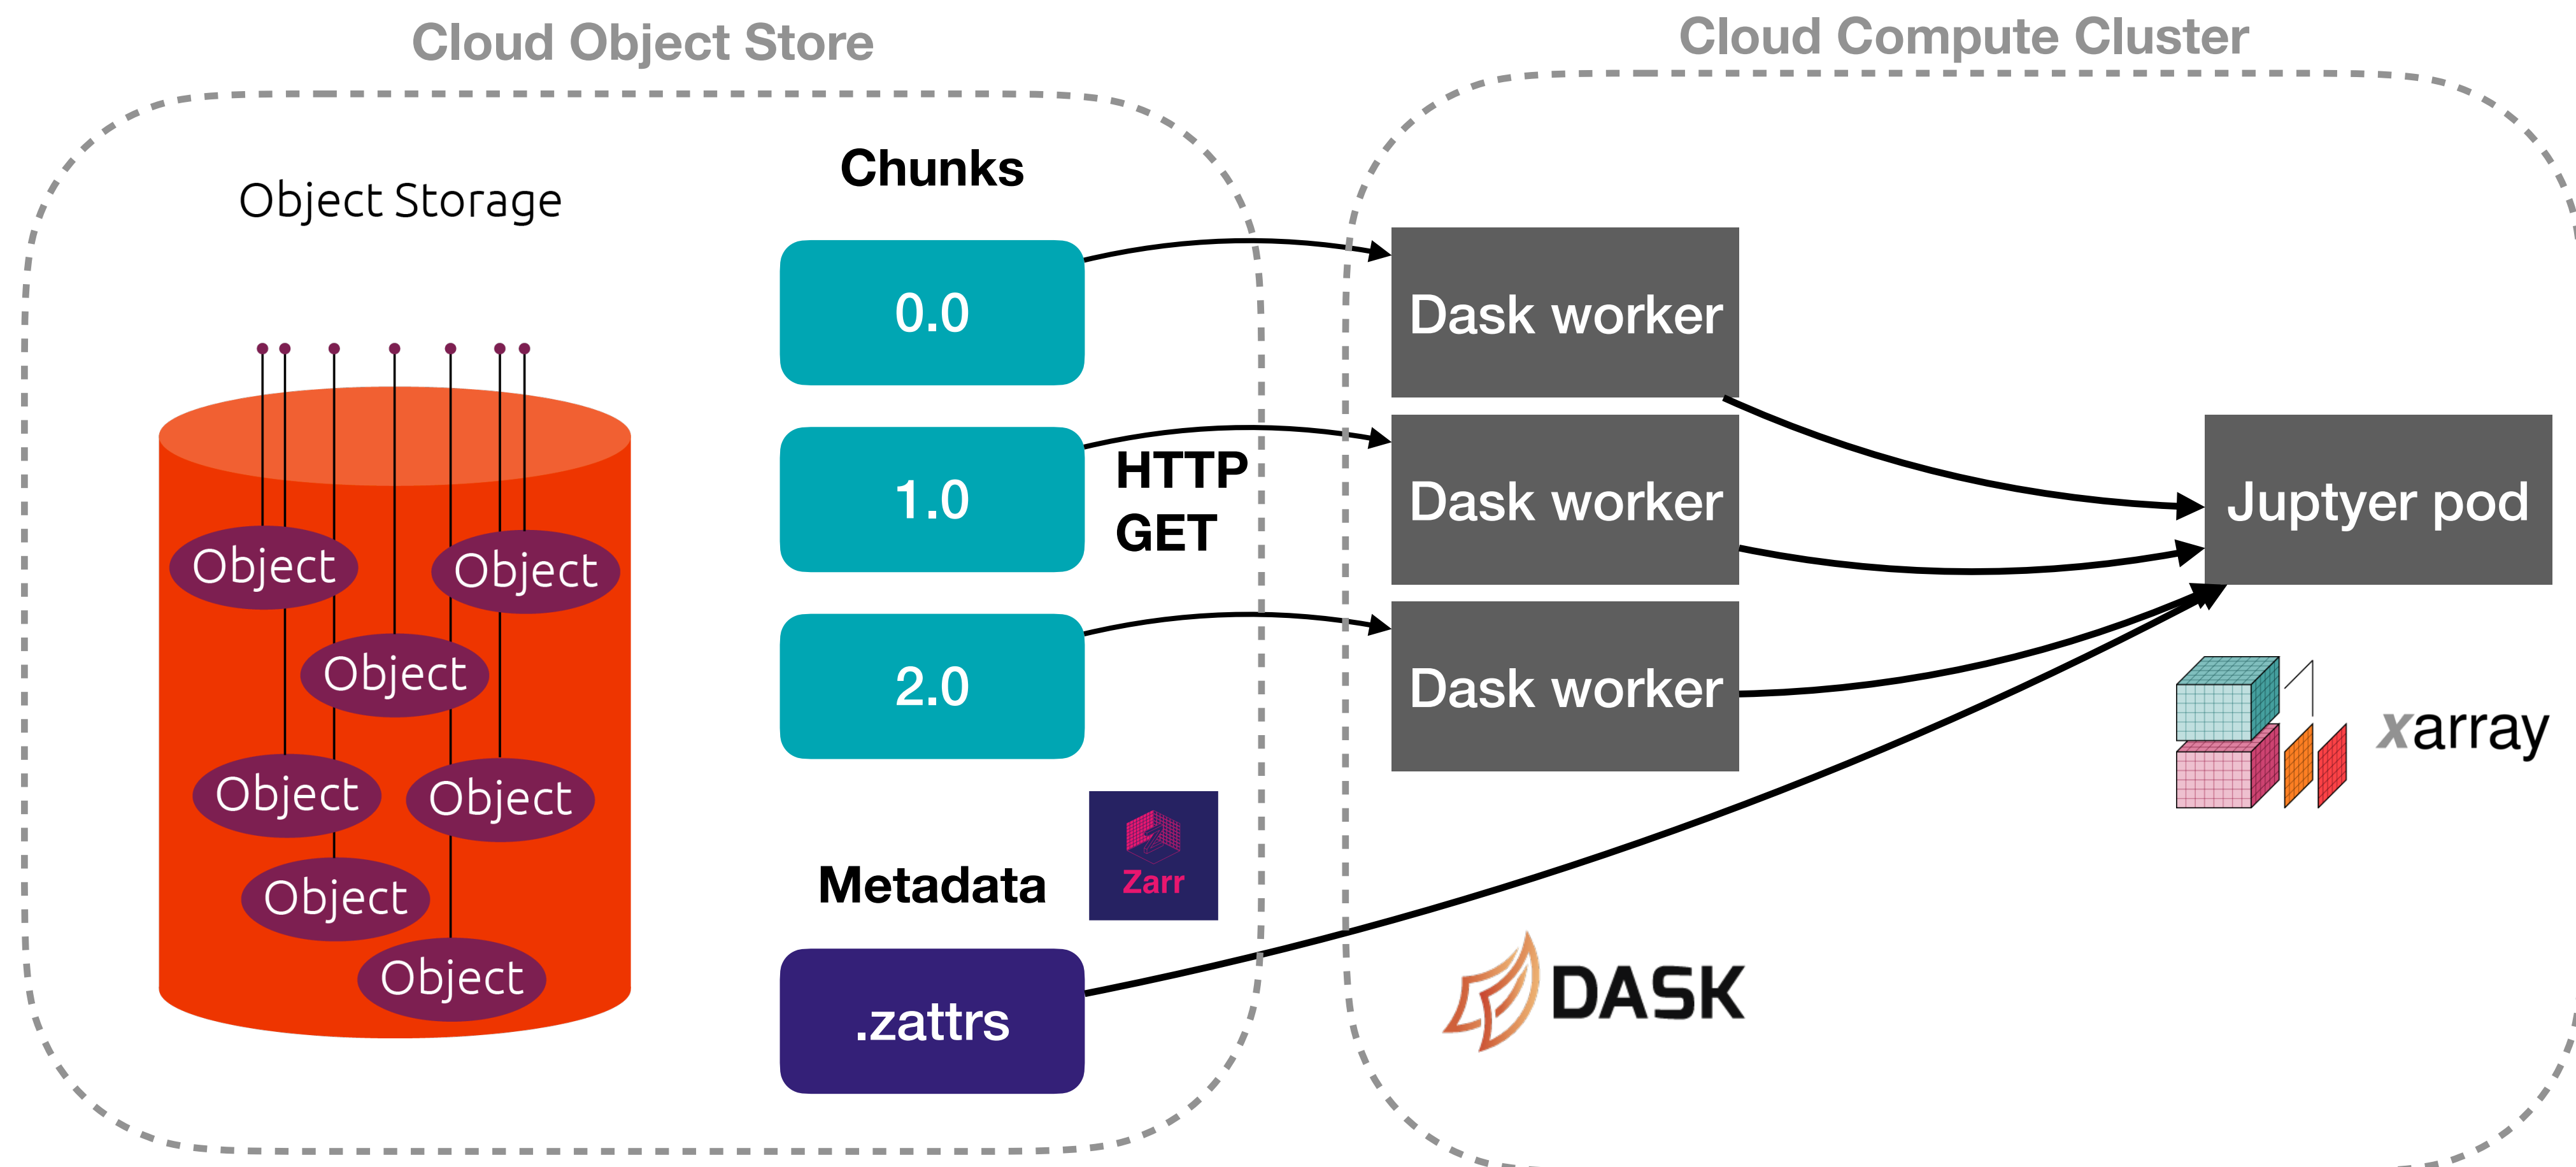 Cloud Object Store
Cloud Compute Cluster
Object Storage
Object
Object
Object
Object
Object
Object
Object
Chunks
0.0
1.0
2.0
HTTP
GET
Metadata
Zarr
.zattrs
Dask worker
Dask worker
Dask worker
DASK
Juptyer pod
xarray